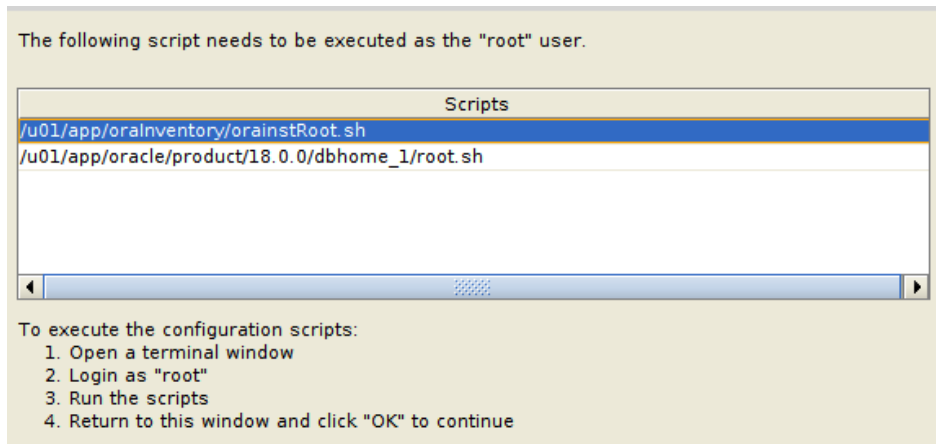 The following script needs to be executed as the "root" user.
Scripts
/u01/app/oraInventory/orainstRoot.sh
/u01/app/oracle/product/18.0.0/dbhome_1/root.sh
To execute the configuration scripts:
1. Open a terminal window
2. Login as "root"
3. Run the scripts
4. Return to this window and click "OK" to continue